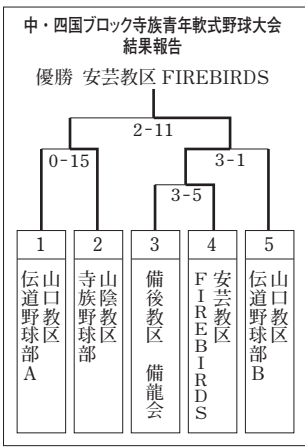 中・四国ブロック寺族青年軟式野球大会
結果報告
優勝 安芸教区 FIREBIRDS
2-11
0-15
3-1
3-5
1
2
3
4
5
山口教区
伝道野球部A
山陰教区
寺族野球部
備後教区 備龍会
安芸教区
FIREBIRDS
山口教区
伝道野球部B